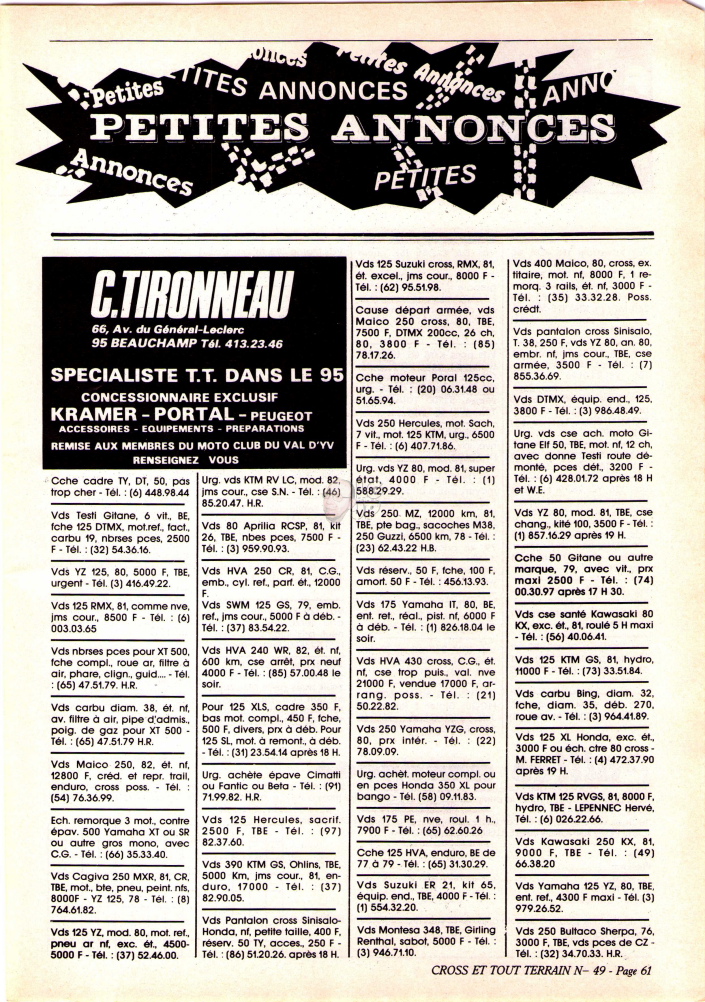 onces
Petites Annonces
Petites
TITES ANNONCES
ANNO
PETITES ANNONCES
Annonces
PETITES
C.TIRONNEAU
66, Av. du Général-Leclerc
95 BEAUCHAMP Tél. 413.23.46
SPECIALISTE T.T. DANS LE 95
CONCESSIONNAIRE EXCLUSIF
KRAMER - PORTAL - PEUGEOT
ACCESSOIRES - EQUIPEMENTS - PREPARATIONS
REMISE AUX MEMBRES DU MOTO CLUB DU VAL D'YV
RENSEIGNEZ VOUS
Cche cadre TY, DT, 50, pas
trop cher - Tél. : (6) 448.98.44
Vds Testi Gitane, 6 vit., BE,
fche 125 DTMX, mot.ref., fact.,
carbu 19, nbrses pces, 2500
F - Tél. : (32) 54.36.16.
Vds YZ 125, 80, 5000 F, TBE,
urgent - Tél. (3) 416.49.22.
Vds 125 RMX, 81, comme nve,
jms cour., 8500 F - Tél. : (6)
003.03.65
Vds nbrses pces pour XT 500,
fche compl., roue ar, filtre à
air, phare, clign., guid.... - Tél.
: (65) 47.51.79. H.R.
Vds carbu diam. 38, ét. nf,
av. filtre à air, pipe d'admis.,
poig. de gaz pour XT 500 -
Tél. : (65) 47.51.79 H.R.
Vds Maico 250, 82, ét. nf,
12800 F, créd. et repr. trail,
enduro, cross poss. - Tél. :
(54) 76.36.99.
Ech. remorque 3 mot., contre
épav. 500 Yamaha XT ou SR
ou autre gros mono, avec
C.G. - Tél. : (66) 35.33.40.
Vds Cagiva 250 MXR, 81, CR,
TBE, mot., bte, pneu, peint. nfs,
8000F - YZ 125, 78 - Tél. : (8)
764.61.82.
Vds 125 YZ, mod. 80, mot. ref.,
pneu ar nf, exc. ét., 4500-
5000 F - Tél. : (37) 52.46.00.
Urg. vds KTM RV LC, mod. 82,
jms cour., cse S.N. - Tél. : (46)
85.20.47. H.R.
Vds 80 Aprilia RCSP, 81, kit
26, TBE, nbes pces, 7500 F -
Tél. : (3) 959.90.93.
Vds HVA 250 CR, 81, C.G.,
emb., cyl. ref., parf. ét., 12000
F.
Vds SWM 125 GS, 79, emb.
ref., jms cour., 5000 F à déb. -
Tél. : (37) 83.54.22.
Vds HVA 240 WR, 82, ét. nf,
600 km, cse arrêt, prx neuf
4000 F - Tél. : (85) 57.00.48 le
soir.
Pour 125 XLS, cadre 350 F,
bas mot. compl., 450 F, fche,
500 F, divers, prx à déb. Pour
125 SL, mot. à remont., à déb.
- Tél. : (31) 23.54.14 après 18 H.
Urg. achète épave Cimatti
ou Fantic ou Beta - Tél. : (91)
71.99.82. H.R.
Vds 125 Hercules, sacrif.
2500 F, TBE - Tél. : (97)
82.37.60.
Vds 390 KTM GS, Ohlins, TBE,
5000 Km, jms cour., 81, en-
duro, 17000 - Tél. : (37)
82.90.05.
Vds Pantalon cross Sinisalo-
Honda, nf, petite taille, 400 F,
réserv. 50 TY, acces., 250 F -
Tél. : (86) 51.20.26. après 18 H.
Vds 125 Suzuki cross, RMX, 81,
ét. excel., jms cour., 8000 F -
Tél. : (62) 95.51.98.
Cause départ armée, vds
Maico 250 cross, 80, TBE,
7500 F, DTMX 200cc, 26 ch,
80, 3800 F - Tél. : (85)
78.17.26.
Cche moteur Poral 125cc,
urg. - Tél. : (20) 06.31.48 ou
51.65.94.
Vds 250 Hercules, mot. Sach,
7 vit., mot. 125 KTM, urg., 6500
F - Tél. : (6) 407.71.86.
Urg. vds YZ 80, mod. 81, super
état, 4000 F - Tél. : (1)
588.29.29.
Vds 250 MZ, 12000 km, 81,
TBE, pte bag., sacoches M38,
250 Guzzi, 6500 km, 78 - Tél. :
(23) 62.43.22 H.B.
Vds réserv., 50 F, fche, 100 F,
amort. 50 F - Tél. : 456.13.93.
Vds 175 Yamaha IT, 80, BE,
ent. ref., réal., pist. nf, 6000 F
à déb. - Tél. : (1) 826.18.04 le
soir.
Vds HVA 430 cross, C.G., ét.
nf, cse trop puis., val. nve
21000 F, vendue 17000 F, ar-
rang. poss. - Tél. : (21)
50.22.82.
Vds 250 Yamaha YZG, cross,
80, prx intér. - Tél. : (22)
78.09.09.
Urg. achèt. moteur compl. ou
en pces Honda 350 XL pour
bango - Tél. (58) 09.11.83.
Vds 175 PE, nve, roul. 1 h.,
7900 F - Tél. : (65) 62.60.26
Cche 125 HVA, enduro, BE de
77 à 79 - Tél. : (65) 31.30.29.
Vds Suzuki ER 21, kit 65,
équip. end., TBE, 4000 F - Tél. :
(1) 554.32.20.
Vds Montesa 348, TBE, Girling
Renthal, sabot, 5000 F - Tél. :
(3) 946.71.10.
Vds 400 Maico, 80, cross, ex.
titaire, mot. nf, 8000 F, 1 re-
morq. 3 rails, ét. nf, 3000 F -
Tél. : (35) 33.32.28. Poss.
crédt.
Vds pantalon cross Sinisalo,
T. 38, 250 F, vds YZ 80, an. 80,
embr. nf, jms cour., TBE, cse
armée, 3500 F - Tél. : (7)
855.36.69.
Vds DTMX, équip. end., 125,
3800 F - Tél. : (3) 986.48.49.
Urg. vds cse ach. moto Gi-
tane Elf 50, TBE, mot. nf, 12 ch,
avec donne Testi route dé-
monté, pces dét., 3200 F -
Tél. : (6) 428.01.72 après 18 H
et W.E.
Vds YZ 80, mod. 81, TBE, cse
chang., kité 100, 3500 F - Tél. :
(1) 857.16.29 après 19 H.
Cche 50 Gitane ou autre
marque, 79, avec vit., prx
maxi 2500 F - Tél. : (74)
00.30.97 après 17 H 30.
Vds cse santé Kawasaki 80
KX, exc. ét., 81, roulé 5 H maxi
- Tél. : (56) 40.06.41.
Vds 125 KTM GS, 81, hydro,
11000 F - Tél. : (73) 33.51.84.
Vds carbu Bing, diam. 32,
fche, diam. 35, déb. 270,
roue av. - Tél. : (3) 964.41.89.
Vds 125 XL Honda, exc. ét.,
3000 F ou éch. ctre 80 cross -
M. FERRET - Tél. : (4) 472.37.90
après 19 H.
Vds KTM 125 RVGS, 81, 8000 F,
hydro, TBE - LEPENNEC Hervé,
Tél. : (6) 026.22.66.
Vds Kawasaki 250 KX, 81,
9000 F, TBE - Tél. : (49)
66.38.20
Vds Yamaha 125 YZ, 80, TBE,
ent. ref., 4300 F maxi - Tél. (3)
979.26.52.
Vds 250 Bultaco Sherpa, 76,
3000 F, TBE, vds pces de CZ -
Tél. : (32) 34.70.33. H.R.
CROSS ET TOUT TERRAIN N– 49 - Page 61